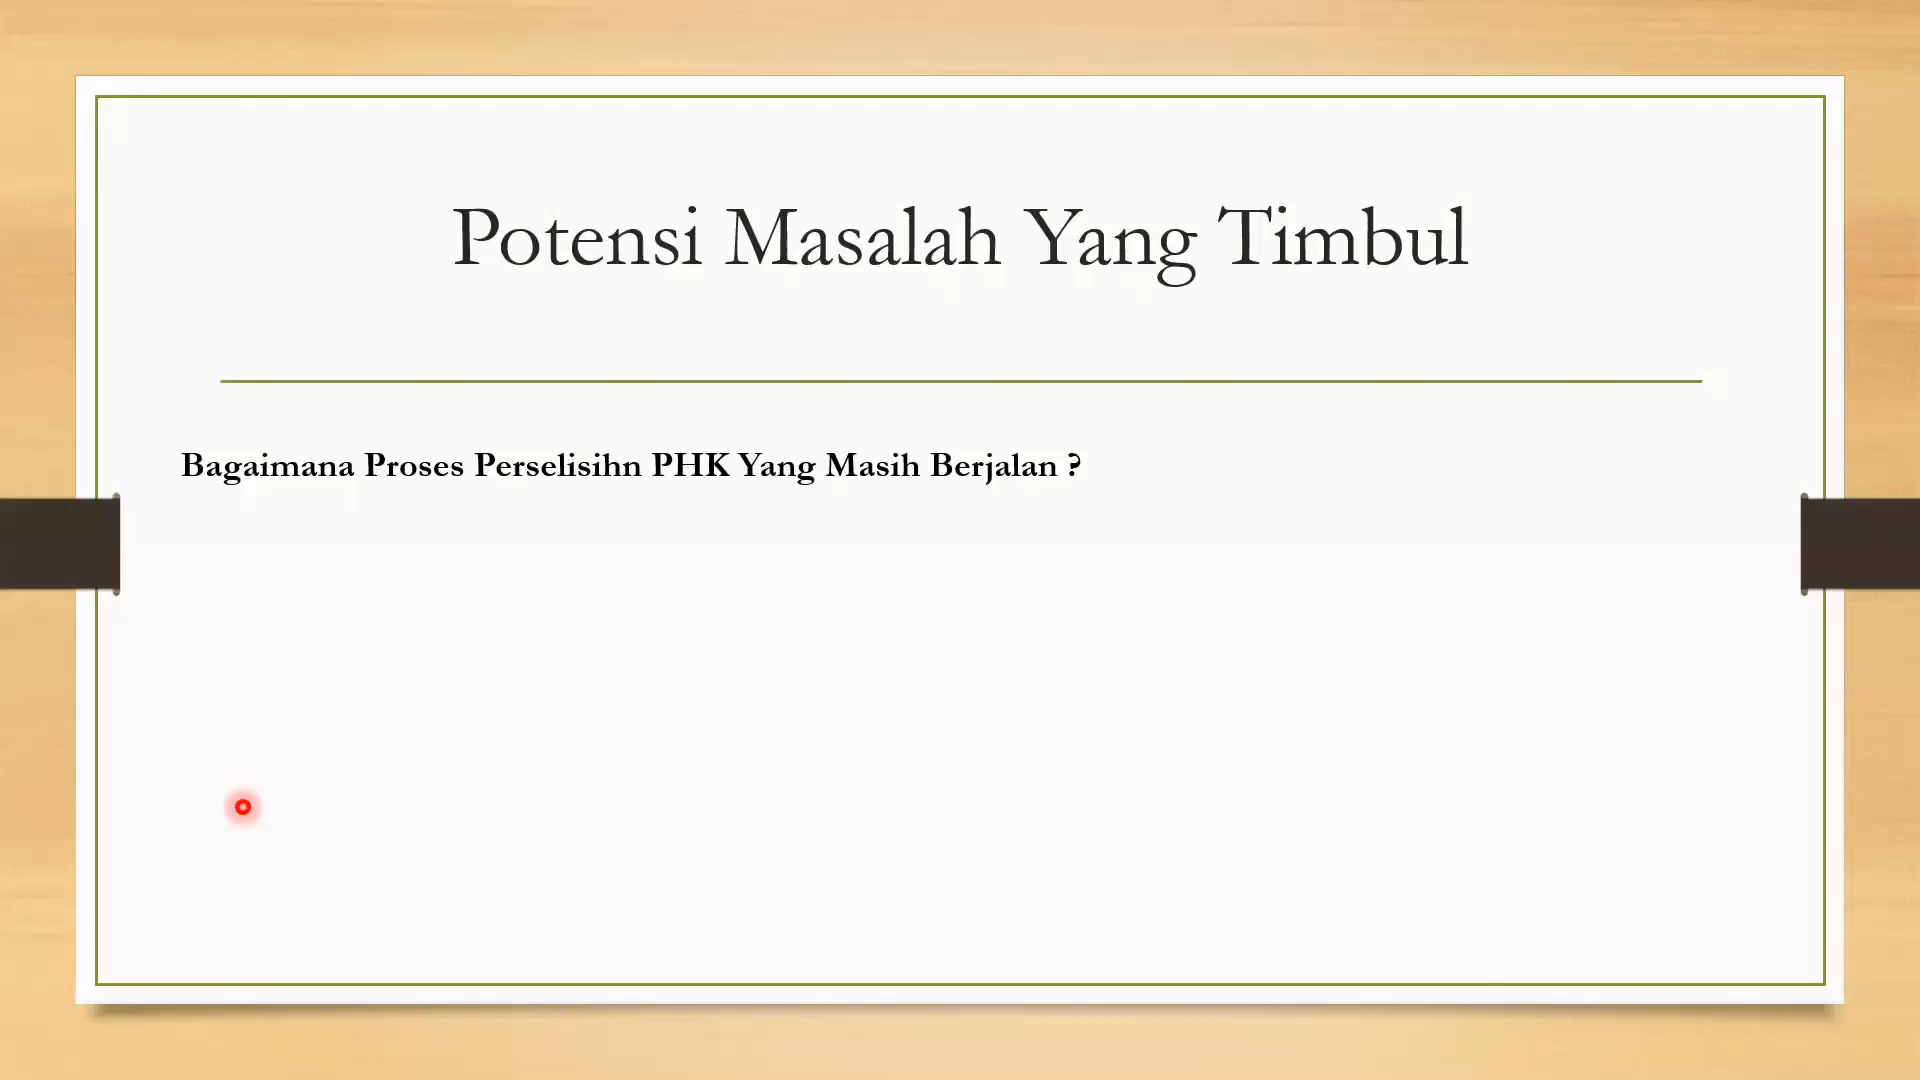 Potensi Masalah Yang Timbul
Bagaimana Proses Perselisihn PHK Yang Masih Berjalan ?